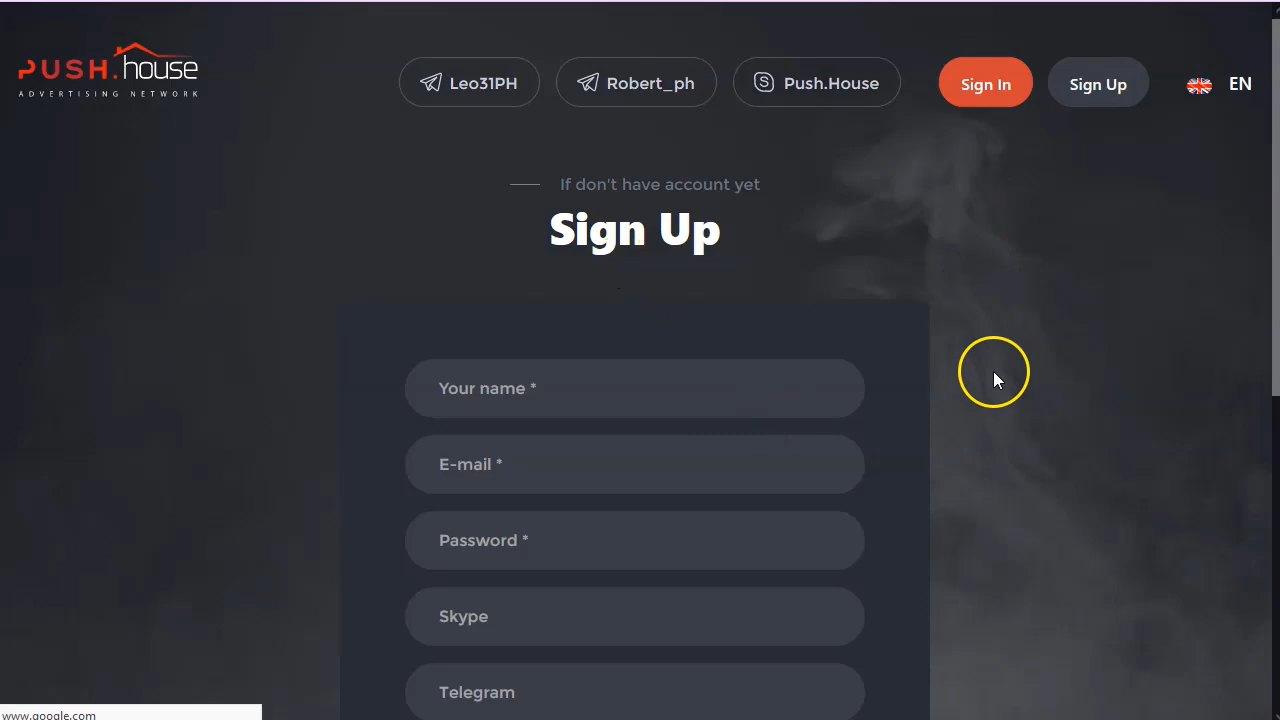 PUSH.house
ADVERTISING NETWORK
Leo31PH
Robert_ph
Push.House
Sign In
Sign Up
EN
If don't have account yet
Sign Up
Your name *
E-mail *
Password *
Skype
Telegram
www.google.com